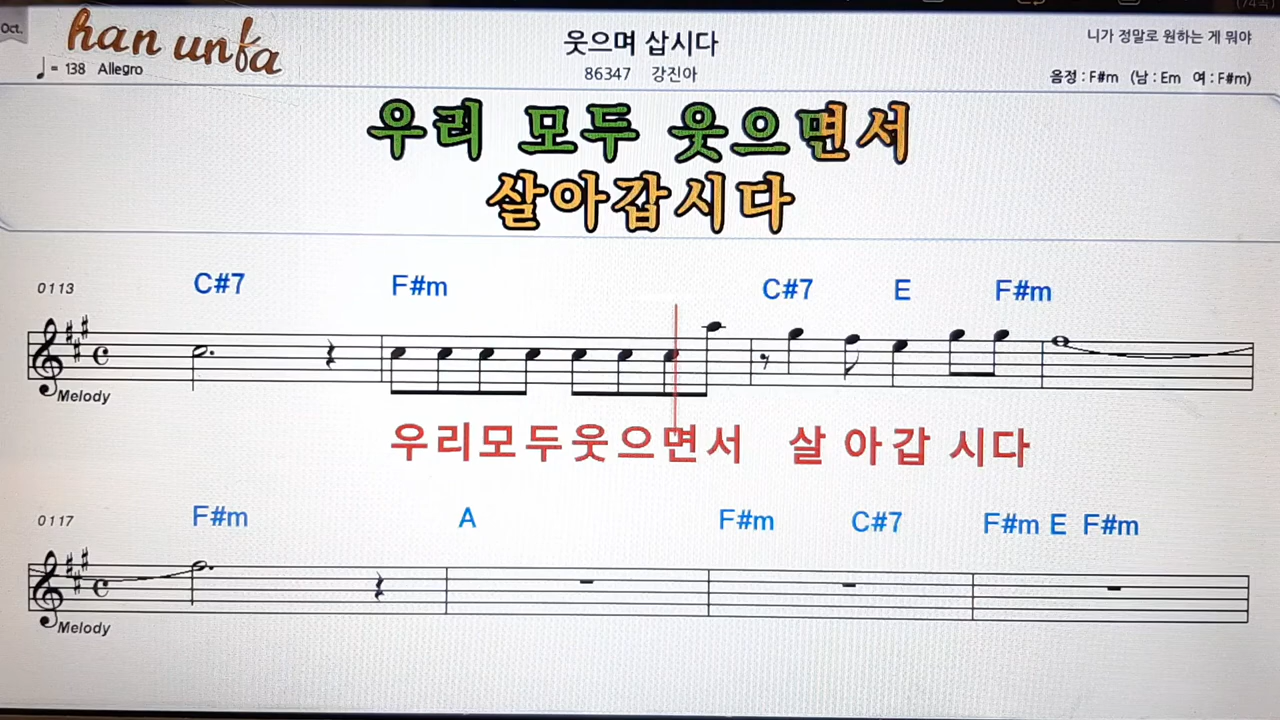 Oct.
han unfa
♩= 138 Allegro
웃으며 삽시다
86347 강진아
니가 정말로 원하는 게 뭐야
음정 : F#m (남 : Em 여 : F#m)
우리 모두 웃으면서
살아갑시다
0113 C#7 F#m C#7 E F#m
Melody
우리모두웃으면서 살 아갑 시다
0117 F#m A F#m C#7 F#m E F#m
Melody